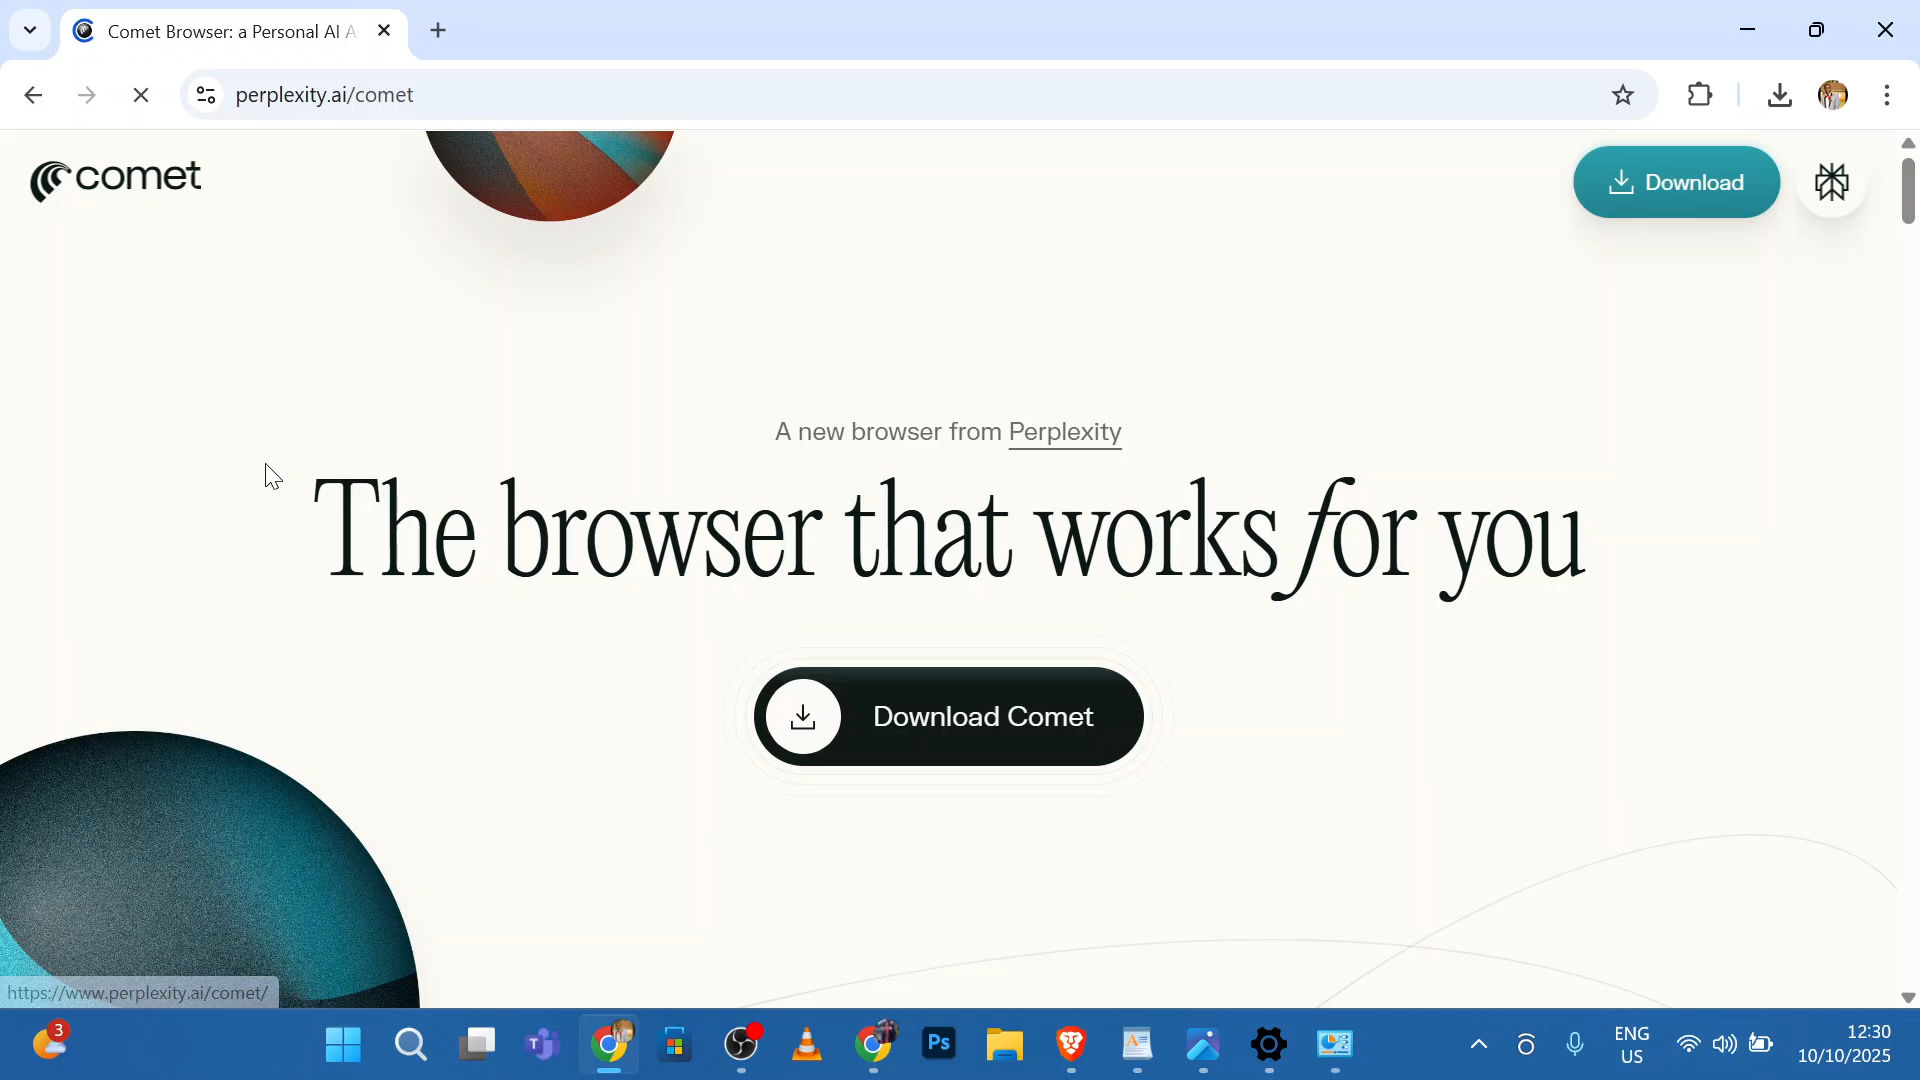 Comet Browser: a Personal AI A
perplexity.ai/comet
comet
Download
A new browser from Perplexity
The browser that works for you
Download Comet
https://www.perplexity.ai/comet/
3
Ps
ENG
US
12:30
10/10/2025